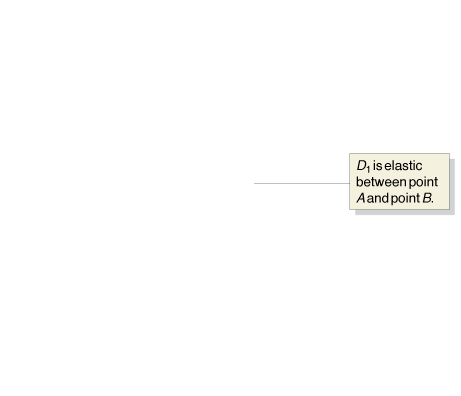 D₁ is elastic
between point
A and point B.